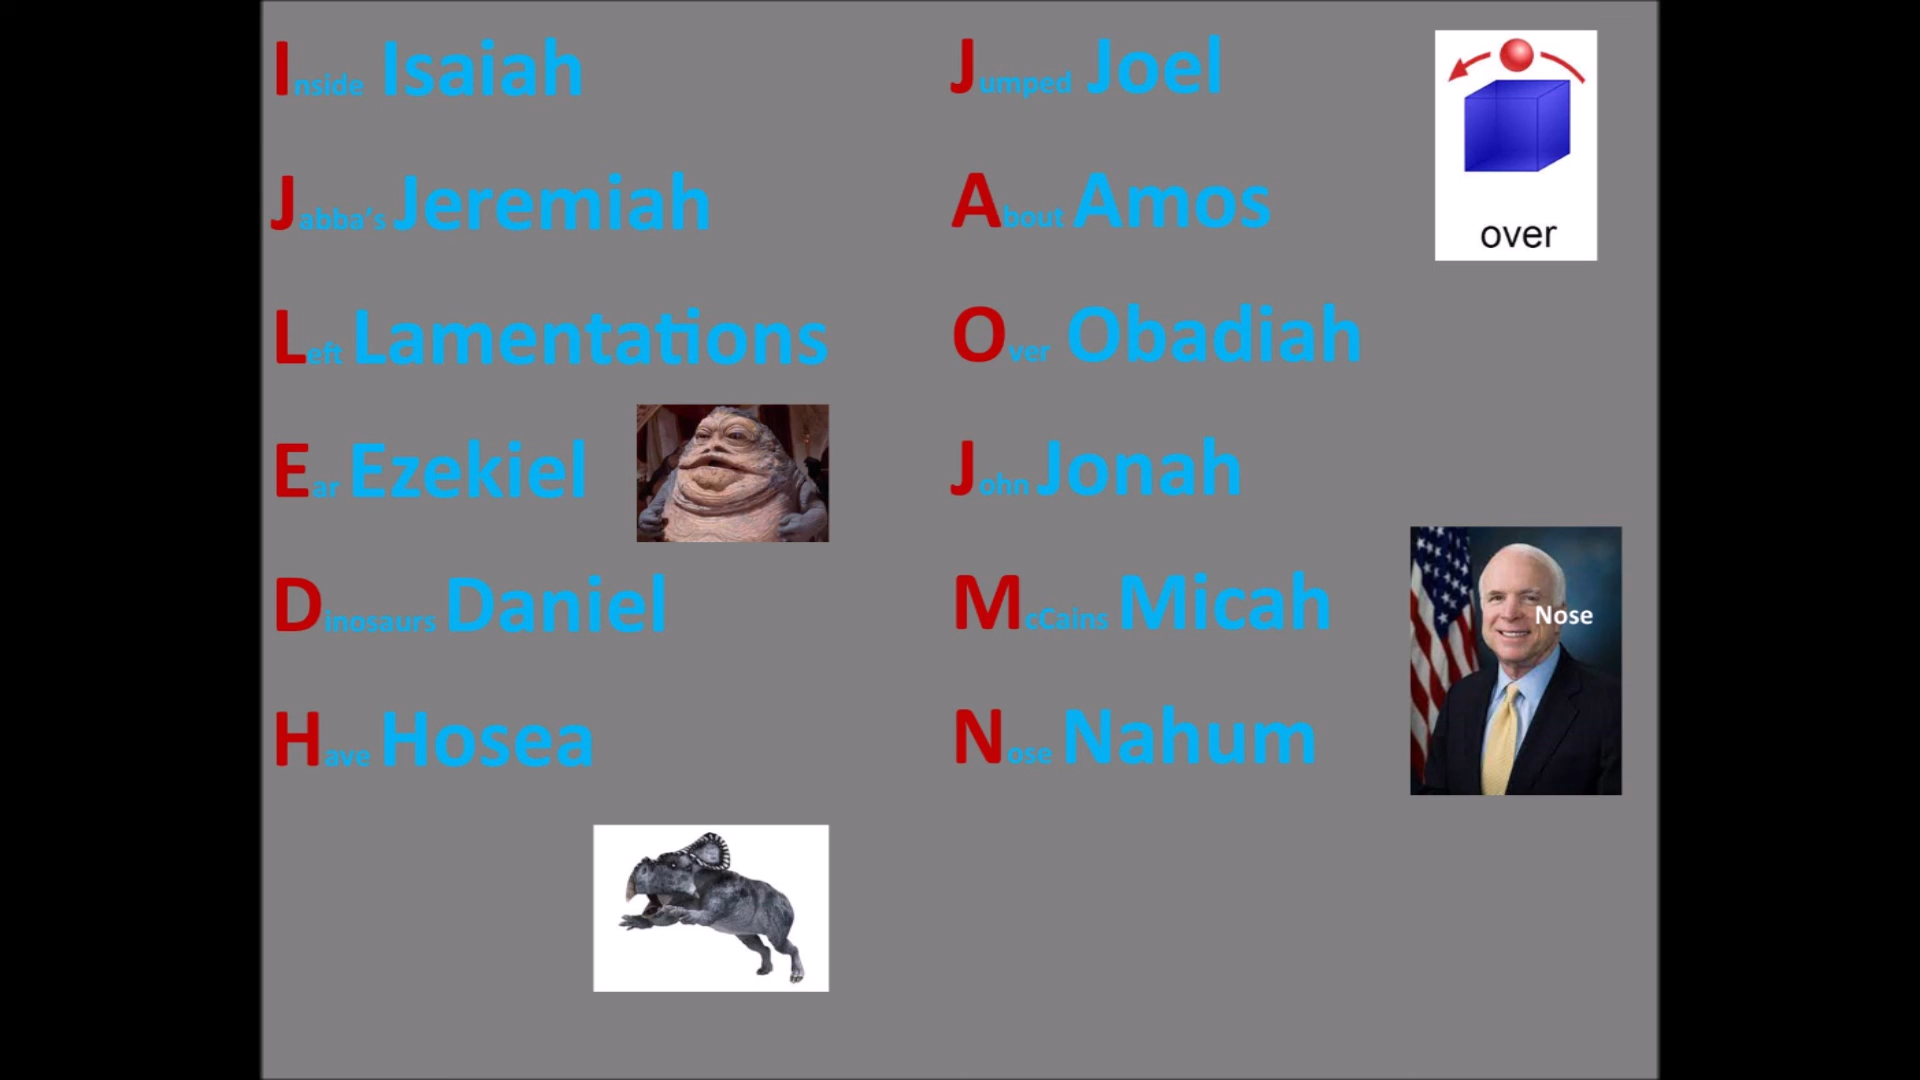 Inside Isaiah
Jabba's Jeremiah
Left Lamentations
Ear Ezekiel
Dinosaurs Daniel
Have Hosea
Jumped Joel
About Amos
Over Obadiah
John Jonah
McCains Micah
Nose Nahum
over
Nose